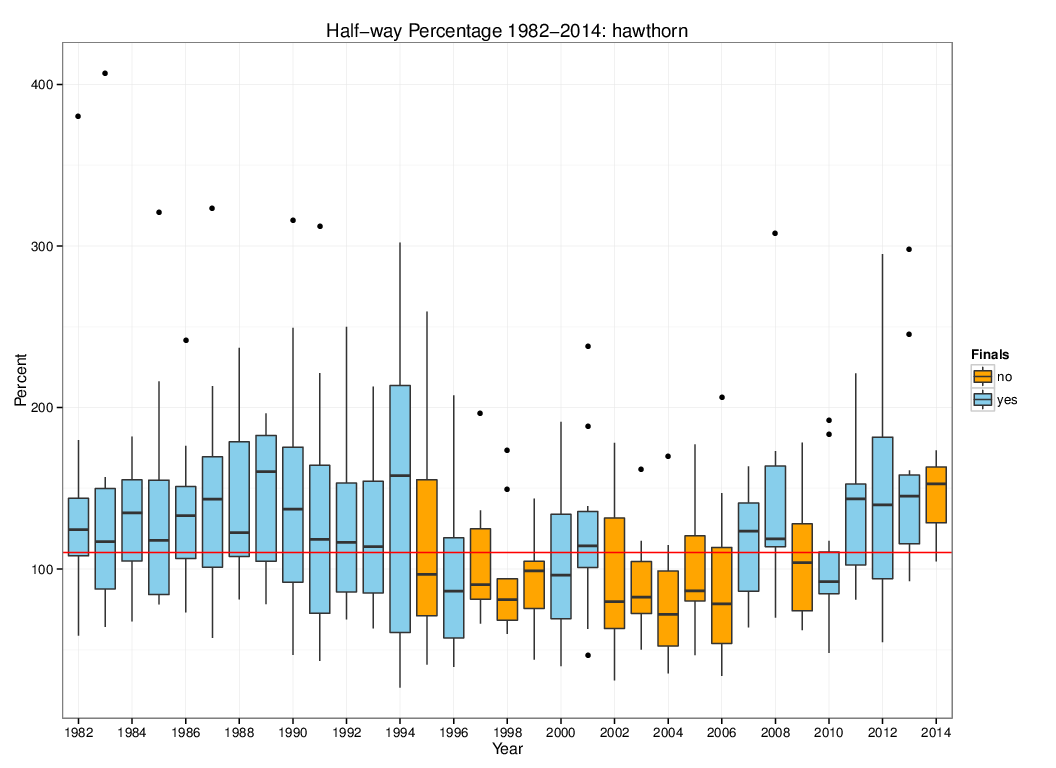 Half−way Percentage 1982−2014: hawthorn
Percent
400
300
200
100
1982 1984 1986 1988 1990 1992 1994 1996 1998 2000 2002 2004 2006 2008 2010 2012 2014
Year
Finals
no
yes